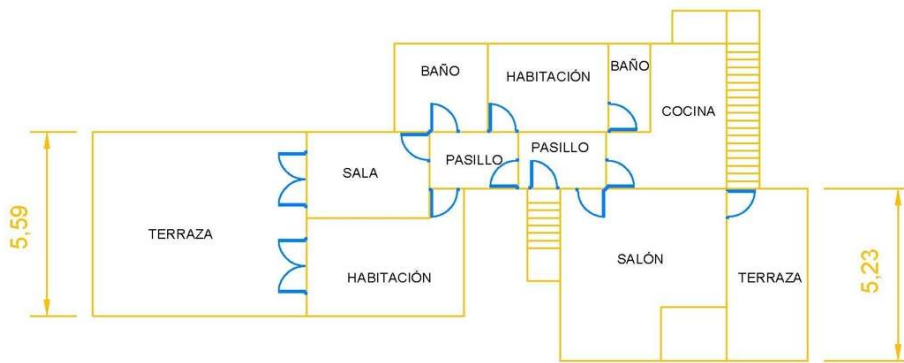 BAÑO
HABITACIÓN
BAÑO
COCINA
PASILLO
PASILLO
SALA
5,59
TERRAZA
HABITACIÓN
SALÓN
TERRAZA
5,23